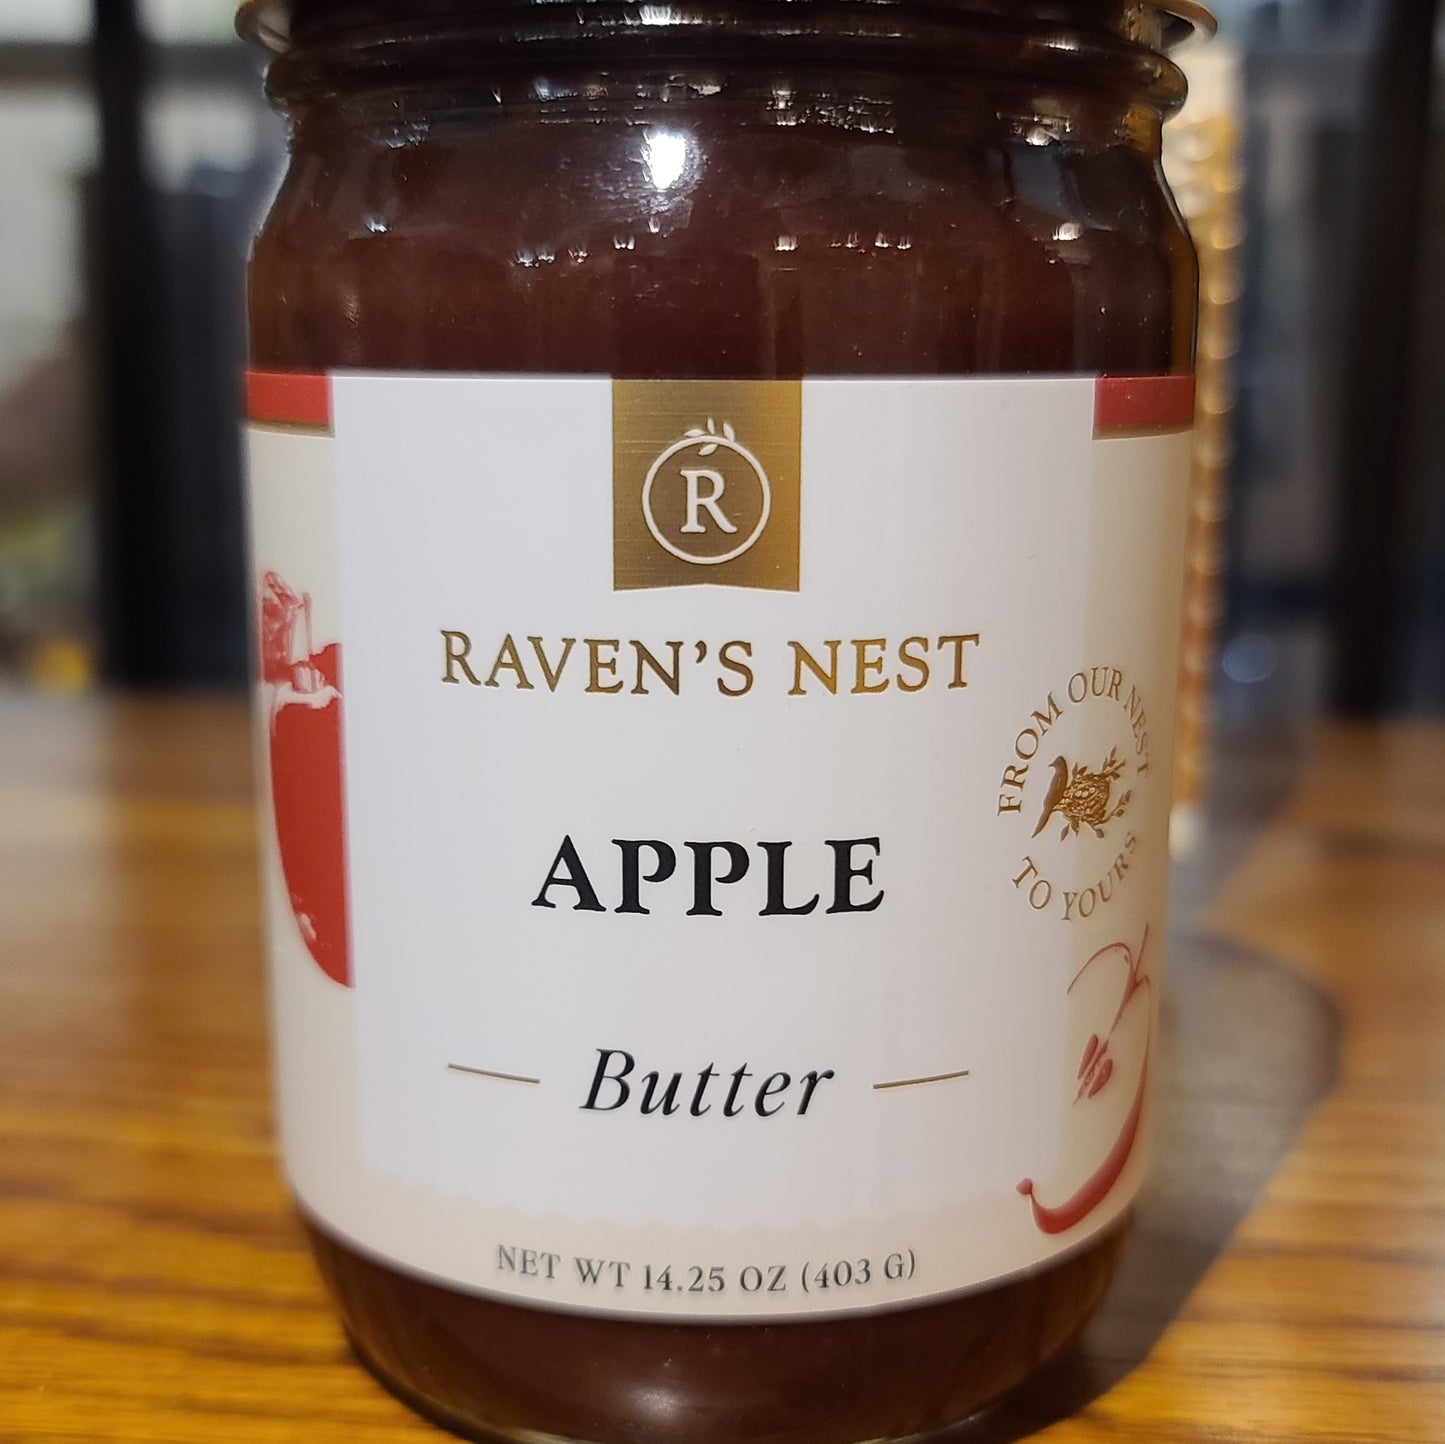 R
RAVEN'S NEST
FROM OUR NEST
TO YOURS
APPLE
Butter
NET WT 14.25 OZ (403 G)